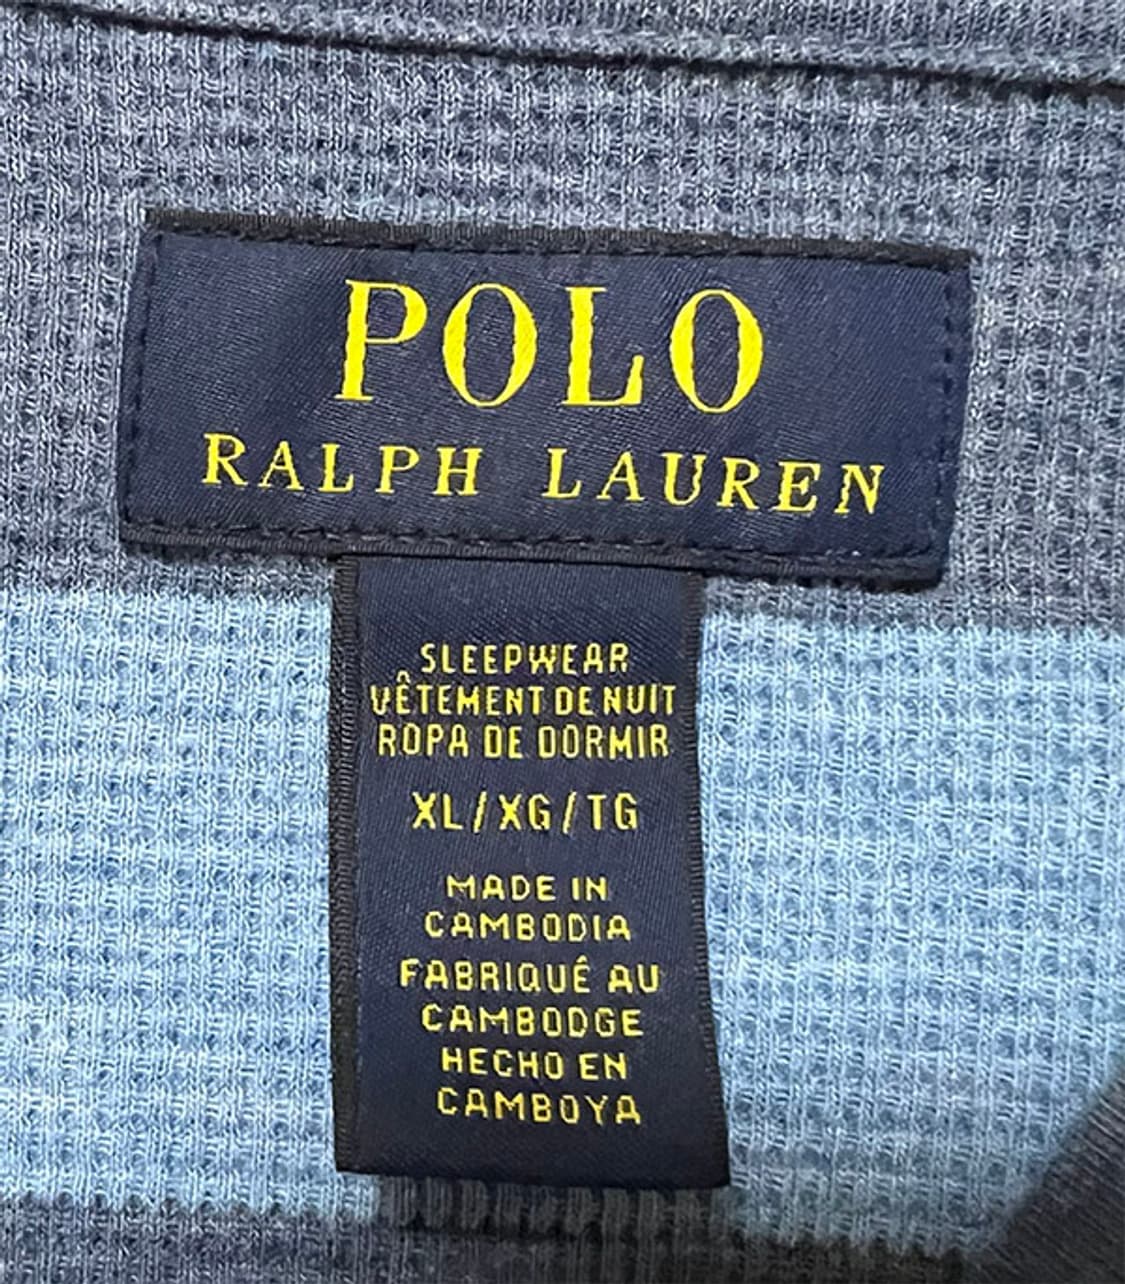 POLO
RALPH LAUREN
SLEEPWEAR
VÊTEMENT DE NUIT
ROPA DE DORMIR
XL/XG/TG
MADE IN
CAMBODIA
FABRIQUÉ AU
CAMBODGE
HECHO EN
CAMBOYA